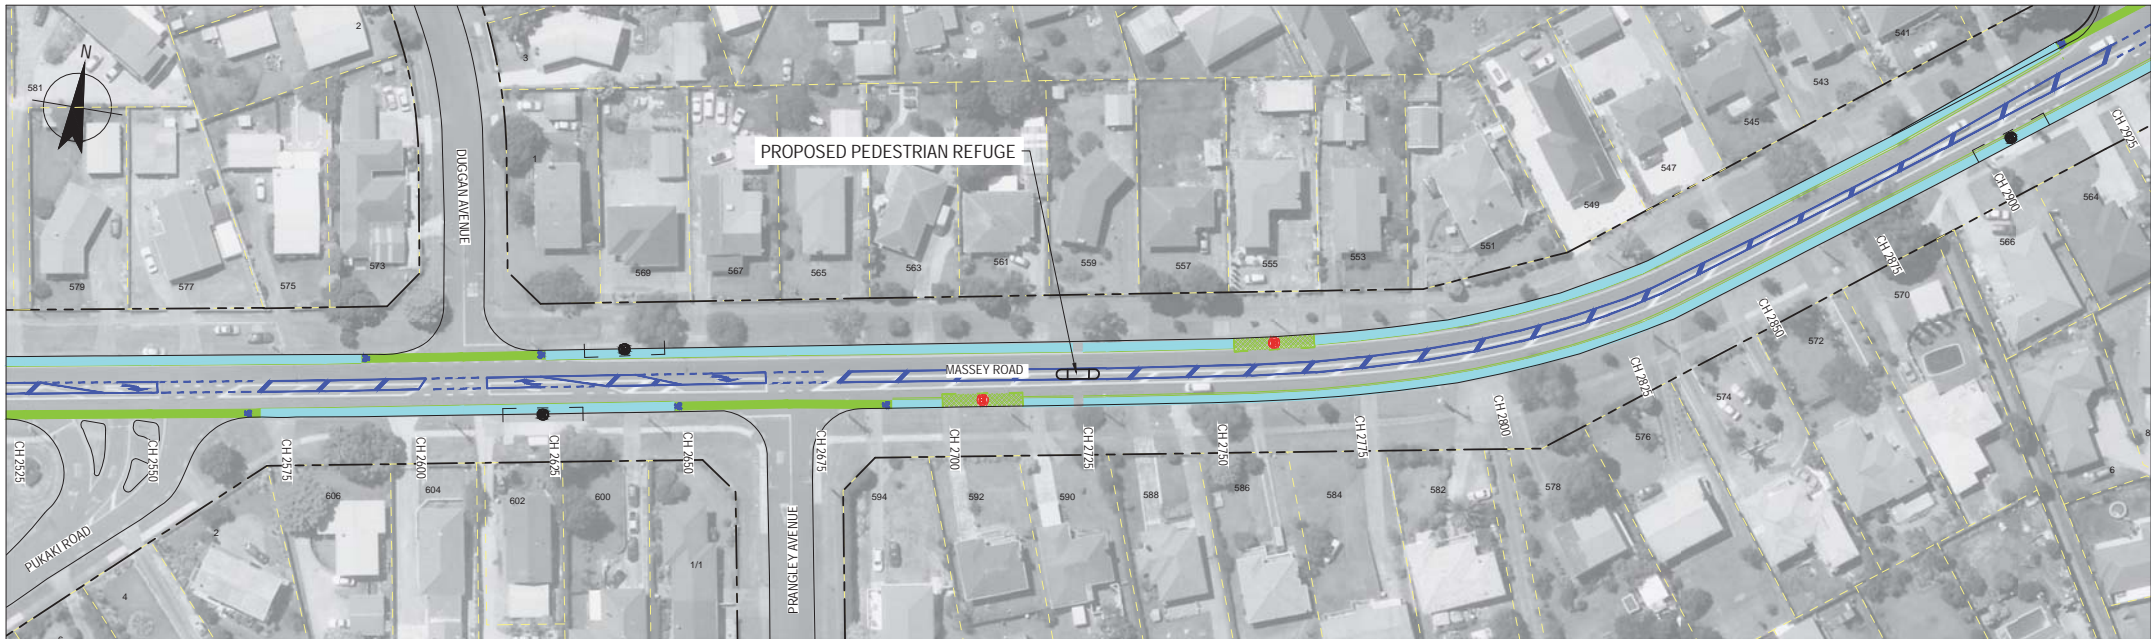 N
2
3
541
581
543
545
PROPOSED PEDESTRIAN REFUGE
CH 2925
547
564
DUGGAN AVENUE
CH 2900
549
573
551
566
569
567
565
563
561
559
557
555
553
579
577
575
CH 2875
570
CH 2850
572
MASSEY ROAD
CH 2825
574
CH 2800
576
CH 2525
CH 2550
CH 2575
CH 2600
CH 2625
CH 2650
CH 2675
CH 2700
CH 2725
CH 2750
CH 2775
8
6
606
604
602
600
594
592
590
588
586
584
582
578
PUKAKI ROAD
2
4
1/1
PRANGLEY AVENUE